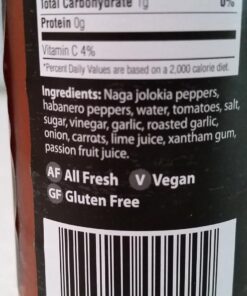 Total Carbohydrate 1g 0%
Protein 0g
Vitamin C 4%
*Percent Daily Values are based on a 2,000 calorie diet.
Ingredients: Naga jolokia peppers,
habanero peppers, water, tomatoes, salt,
sugar, vinegar, garlic, roasted garlic,
onion, carrots, lime juice, xantham gum,
passion fruit juice.
AF All Fresh V Vegan
GF Gluten Free